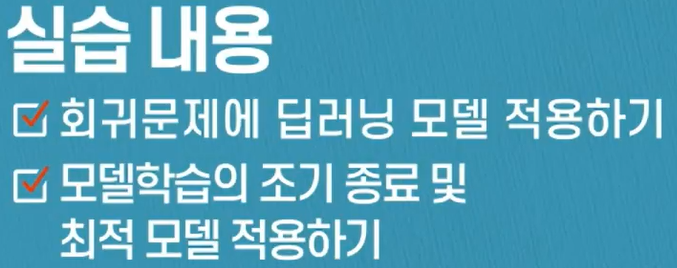 실습 내용
회귀문제에 딥러닝 모델 적용하기
모델학습의 조기 종료 및
최적 모델 적용하기